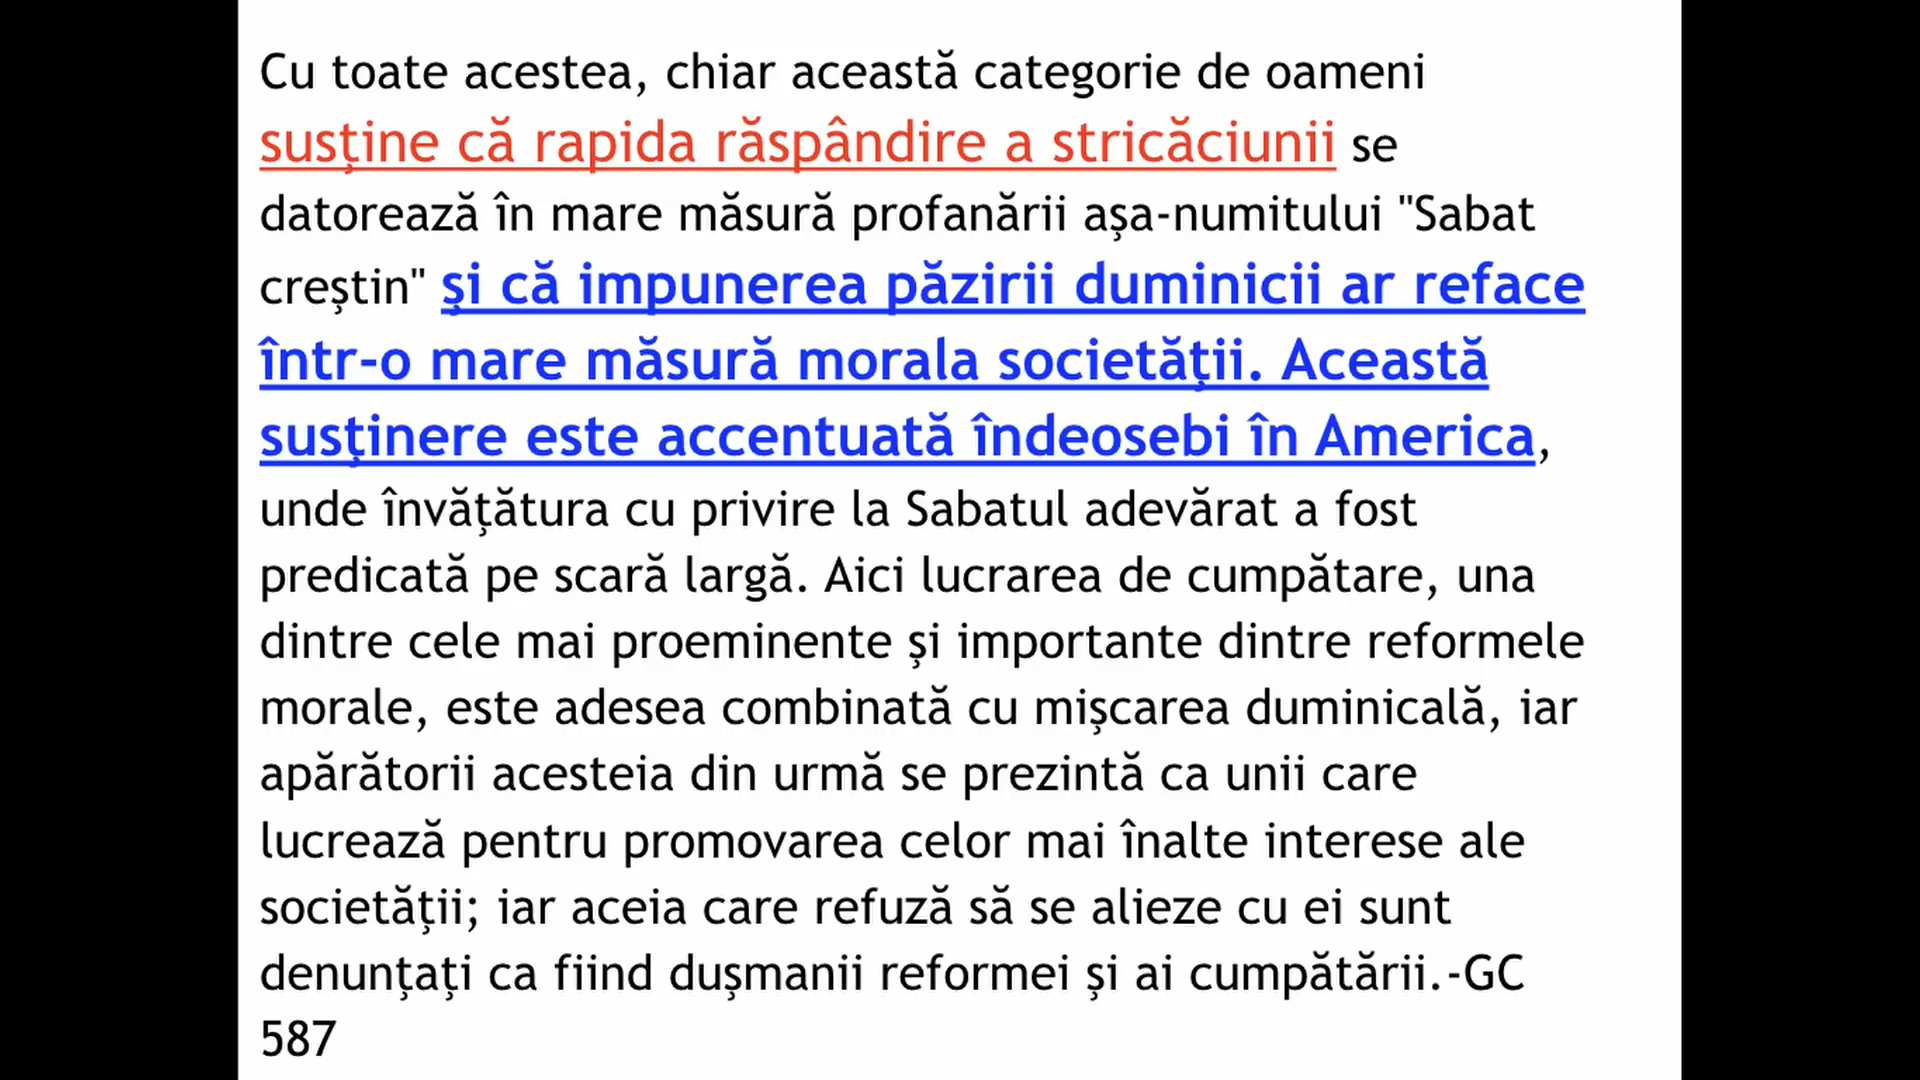 Cu toate acestea, chiar această categorie de oameni
susţine că rapida răspândire a stricăciunii se
datorează în mare măsură profanării aşa-numitului "Sabat
creştin" şi că impunerea păzirii duminicii ar reface
într-o mare măsură morala societăţii. Această
susţinere este accentuată îndeosebi în America,
unde învăţătura cu privire la Sabatul adevărat a fost
predicată pe scară largă. Aici lucrarea de cumpătare, una
dintre cele mai proeminente şi importante dintre reformele
morale, este adesea combinată cu mişcarea duminicală, iar
apărătorii acesteia din urmă se prezintă ca unii care
lucrează pentru promovarea celor mai înalte interese ale
societăţii; iar aceia care refuză să se alieze cu ei sunt
denunţaţi ca fiind duşmanii reformei şi ai cumpătării.-GC
587